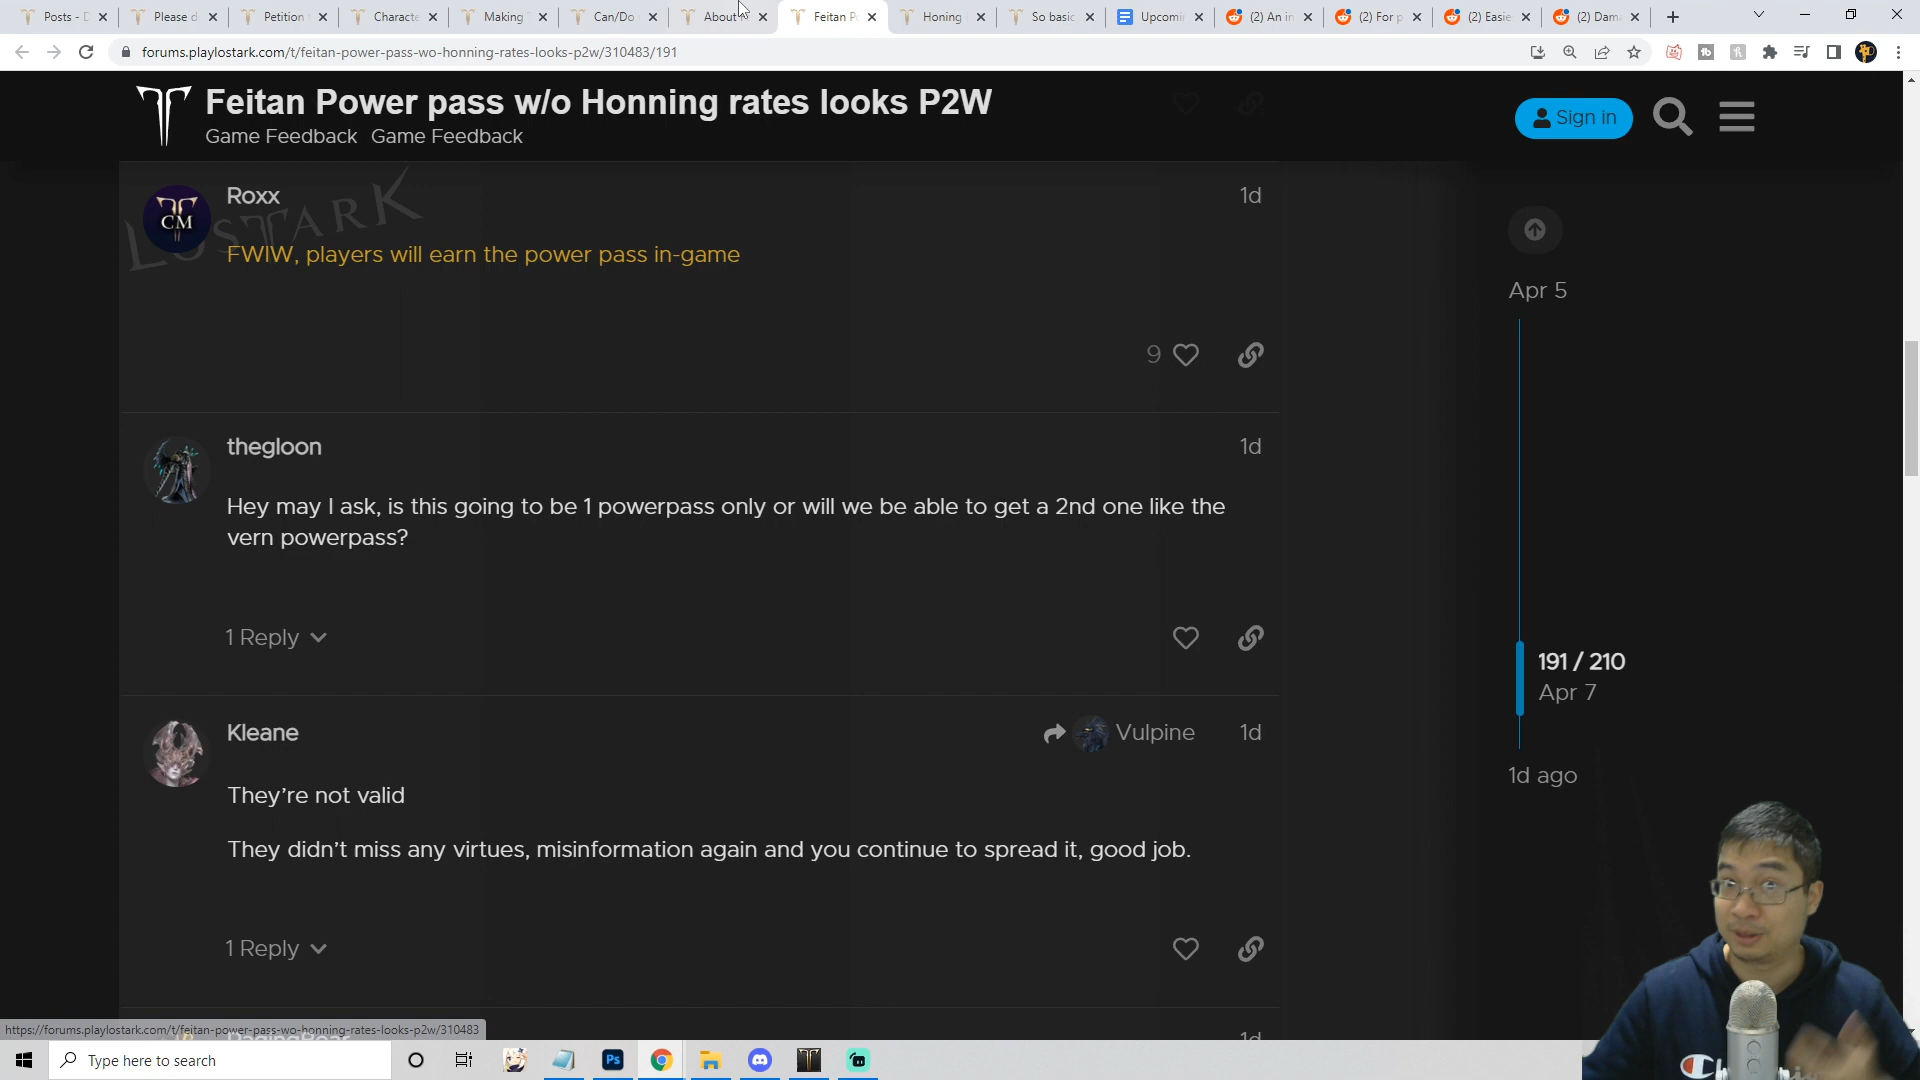 Posts - D
Please d
Petition
Characte
Making
Can/Do
About
Feitan P
Honing
So basic
Upcomin
(2) An in
(2) For p
(2) Easie
(2) Dam
forums.playlostark.com/t/feitan-power-pass-wo-honning-rates-looks-p2w/310483/191
Feitan Power pass w/o Honning rates looks P2W
Game Feedback Game Feedback
Sign in
LOSTARK
CM
Roxx
1d
FWIW, players will earn the power pass in-game
9
thegloon
1d
Hey may I ask, is this going to be 1 powerpass only or will we be able to get a 2nd one like the
vern powerpass?
1 Reply
Kleane
Vulpine
1d
They're not valid
They didn't miss any virtues, misinformation again and you continue to spread it, good job.
1 Reply
RagingBear
1d
Apr 5
191 / 210
Apr 7
1d ago
https://forums.playlostark.com/t/feitan-power-pass-wo-honning-rates-looks-p2w/310483
Type here to search
Ps